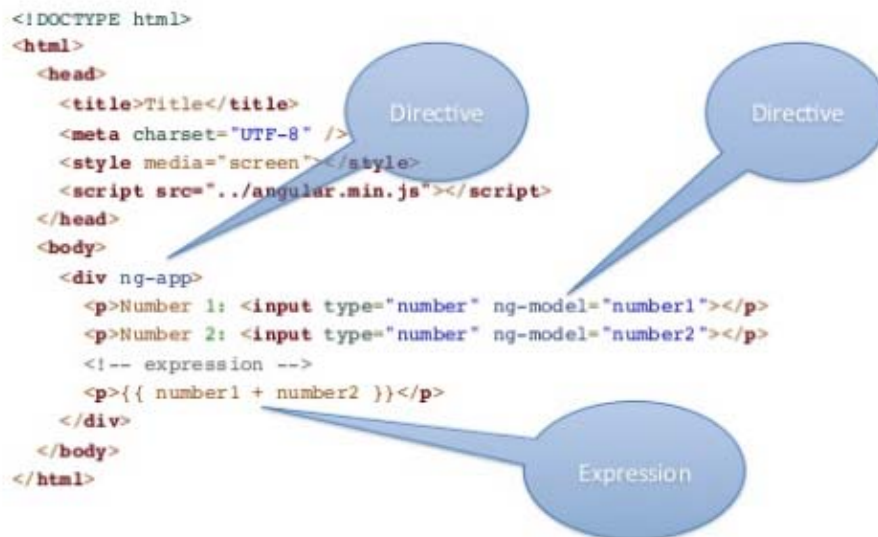 <!DOCTYPE html>
<html>
<head>
<title>Title</title>
<meta charset="UTF-8" />
<style media="screen"></style>
<script src="../angular.min.js"></script>
</head>
<body>
<div ng-app>
<p>Number 1: <input type="number" ng-model="number1"></p>
<p>Number 2: <input type="number" ng-model="number2"></p>
<!-- expression -->
<p>{{ number1 + number2 }}</p>
</div>
</body>
</html>
Directive
Directive
Expression